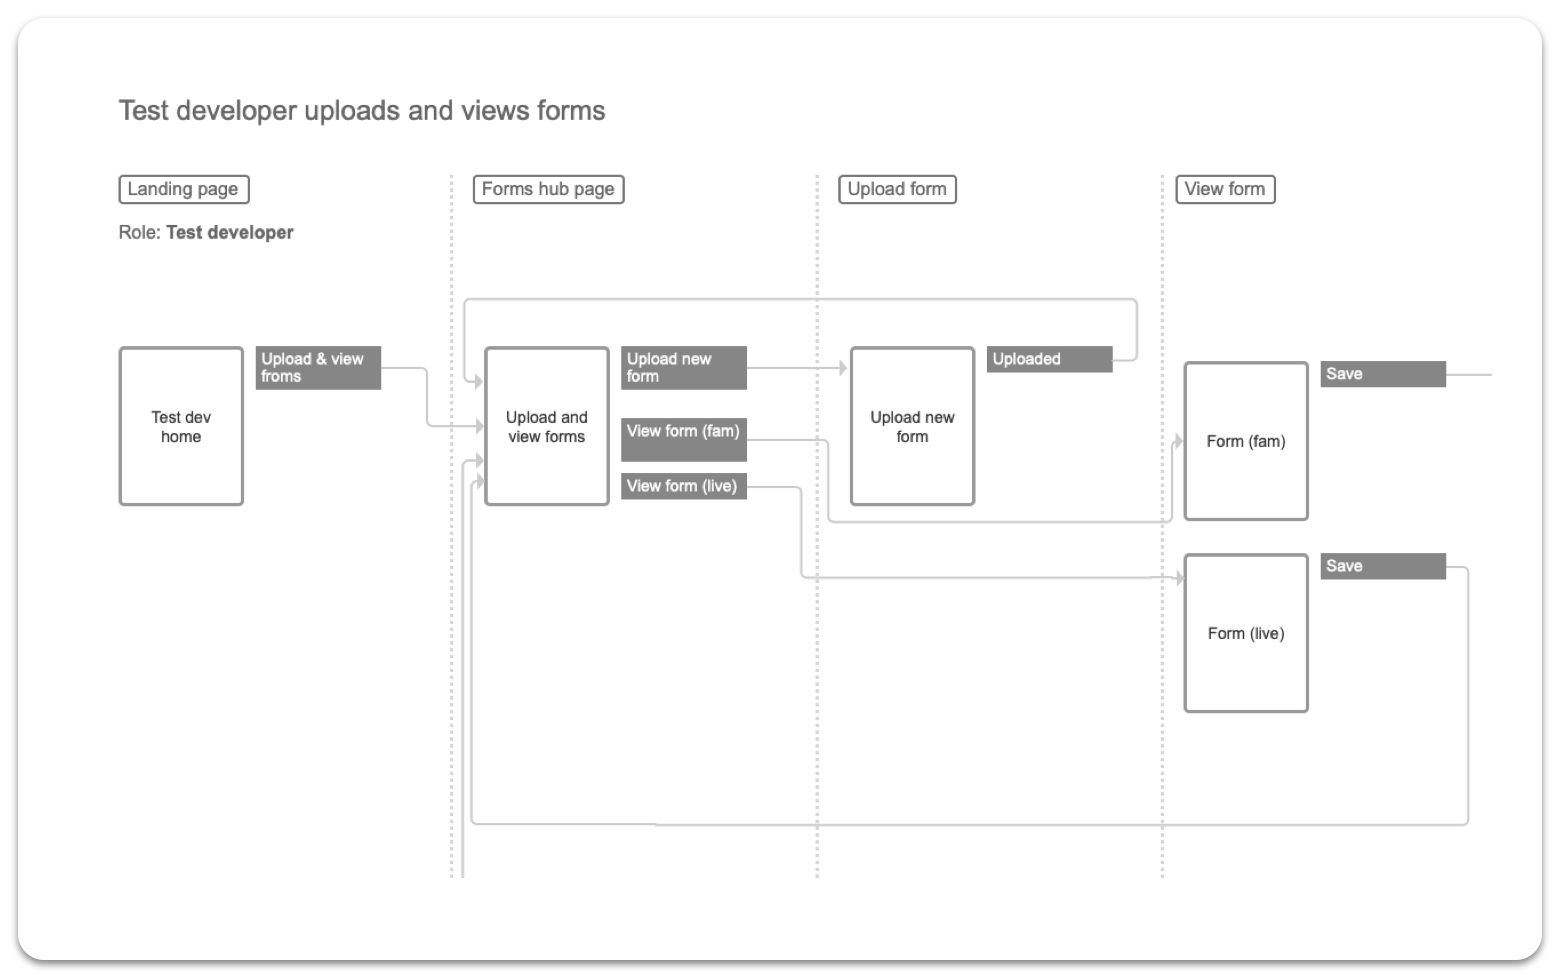 Test developer uploads and views forms
Landing page
Forms hub page
Upload form
View form
Role: Test developer
Test dev
home
Upload & view
froms
Upload and
view forms
Upload new
form
View form (fam)
View form (live)
Upload new
form
Uploaded
Form (fam)
Save
Form (live)
Save